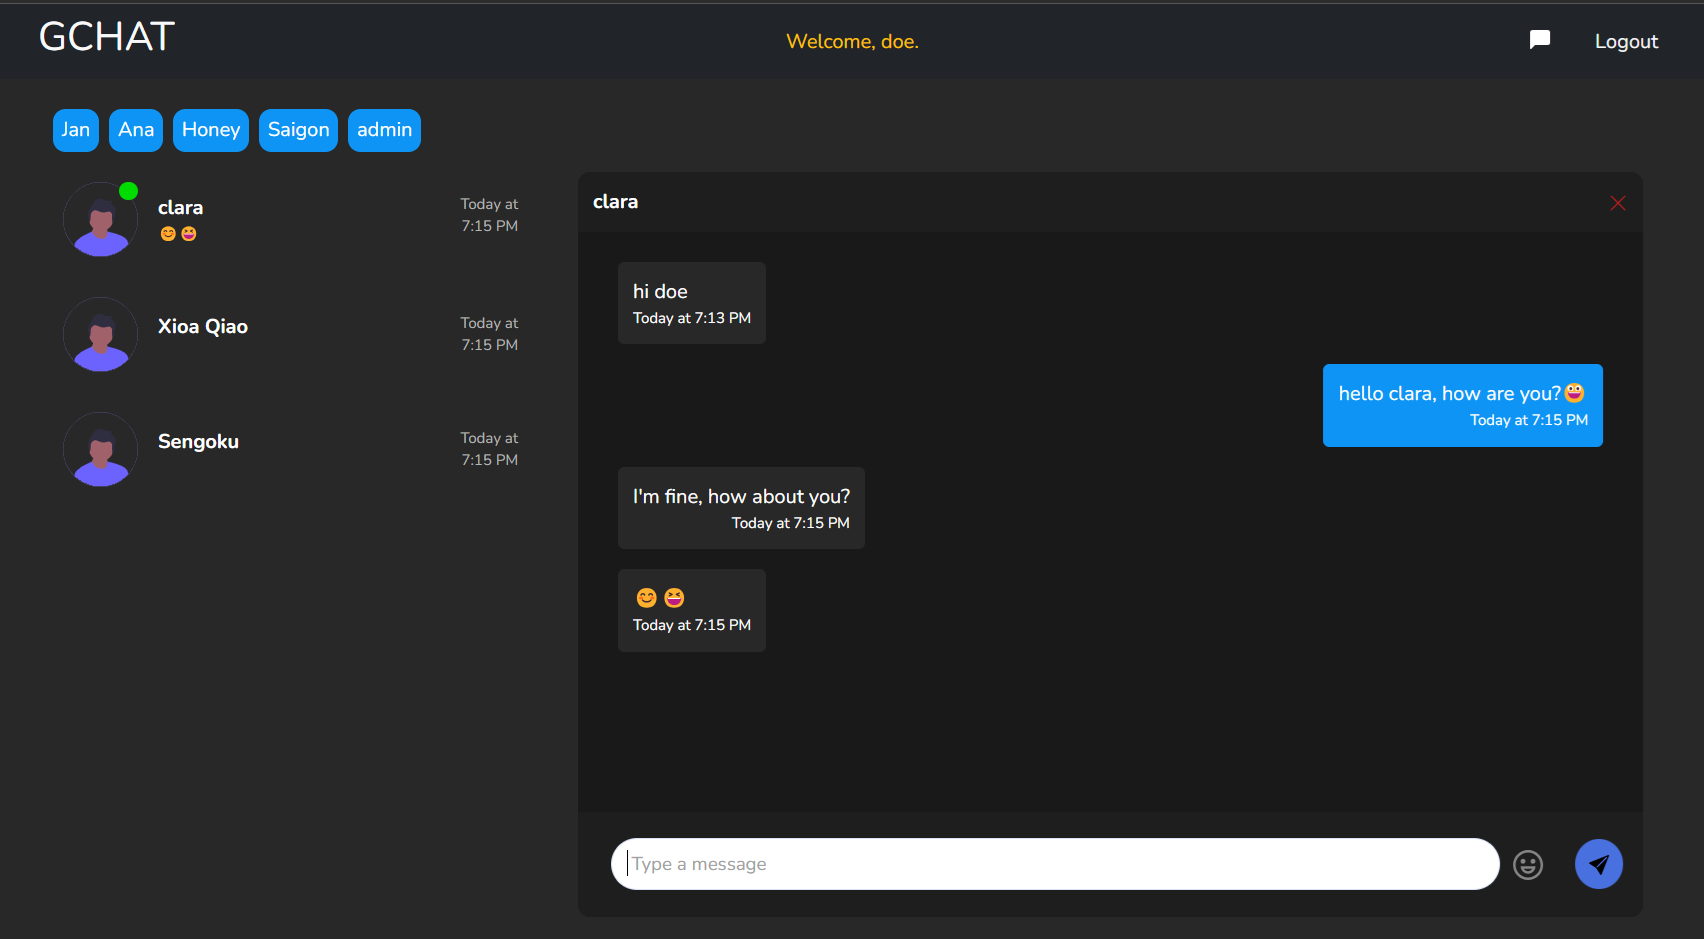 GCHAT
Welcome, doe.
Logout
Jan
Ana
Honey
Saigon
admin
clara
😊 😆
Today at
7:15 PM
Xioa Qiao
Today at
7:15 PM
Sengoku
Today at
7:15 PM
clara
hi doe
Today at 7:13 PM
hello clara, how are you?😀
Today at 7:15 PM
I'm fine, how about you?
Today at 7:15 PM
😊 😆
Today at 7:15 PM
Type a message